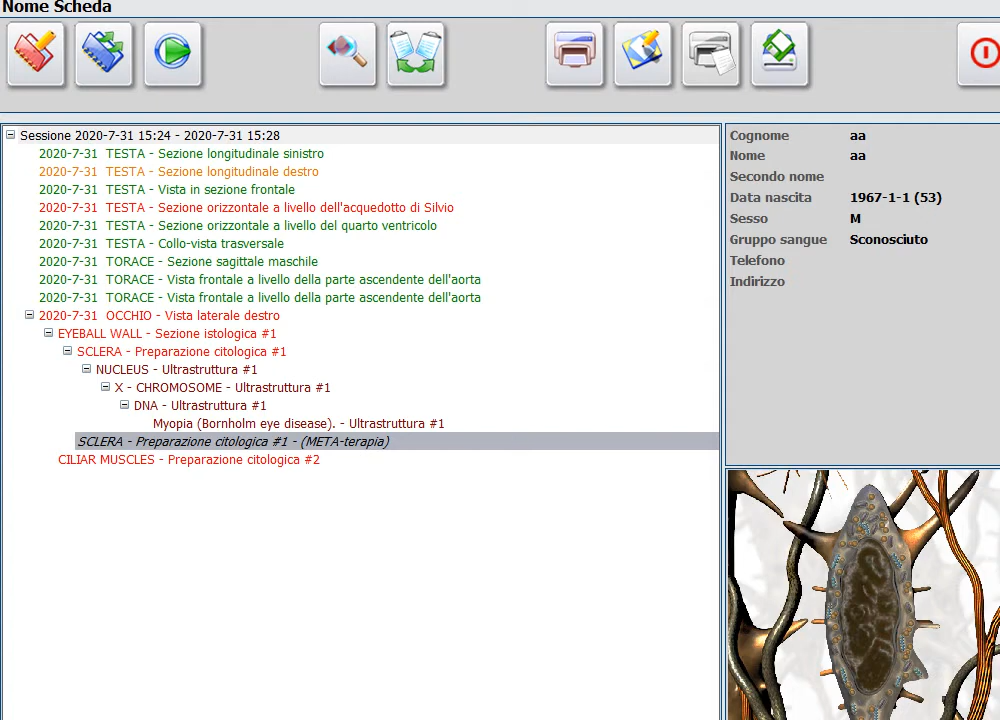 Nome Scheda
Sessione 2020-7-31 15:24 - 2020-7-31 15:28
2020-7-31 TESTA - Sezione longitudinale sinistro
2020-7-31 TESTA - Sezione longitudinale destro
2020-7-31 TESTA - Vista in sezione frontale
2020-7-31 TESTA - Sezione orizzontale a livello dell'acquedotto di Silvio
2020-7-31 TESTA - Sezione orizzontale a livello del quarto ventricolo
2020-7-31 TESTA - Collo-vista trasversale
2020-7-31 TORACE - Sezione sagittale maschile
2020-7-31 TORACE - Vista frontale a livello della parte ascendente dell'aorta
2020-7-31 TORACE - Vista frontale a livello della parte ascendente dell'aorta
2020-7-31 OCCHIO - Vista laterale destro
EYEBALL WALL - Sezione istologica #1
SCLERA - Preparazione citologica #1
NUCLEUS - Ultrastruttura #1
X - CHROMOSOME - Ultrastruttura #1
DNA - Ultrastruttura #1
Myopia (Bornholm eye disease). - Ultrastruttura #1
SCLERA - Preparazione citologica #1 - (META-terapia)
CILIAR MUSCLES - Preparazione citologica #2
Cognome aa
Nome aa
Secondo nome
Data nascita 1967-1-1 (53)
Sesso M
Gruppo sangue Sconosciuto
Telefono
Indirizzo